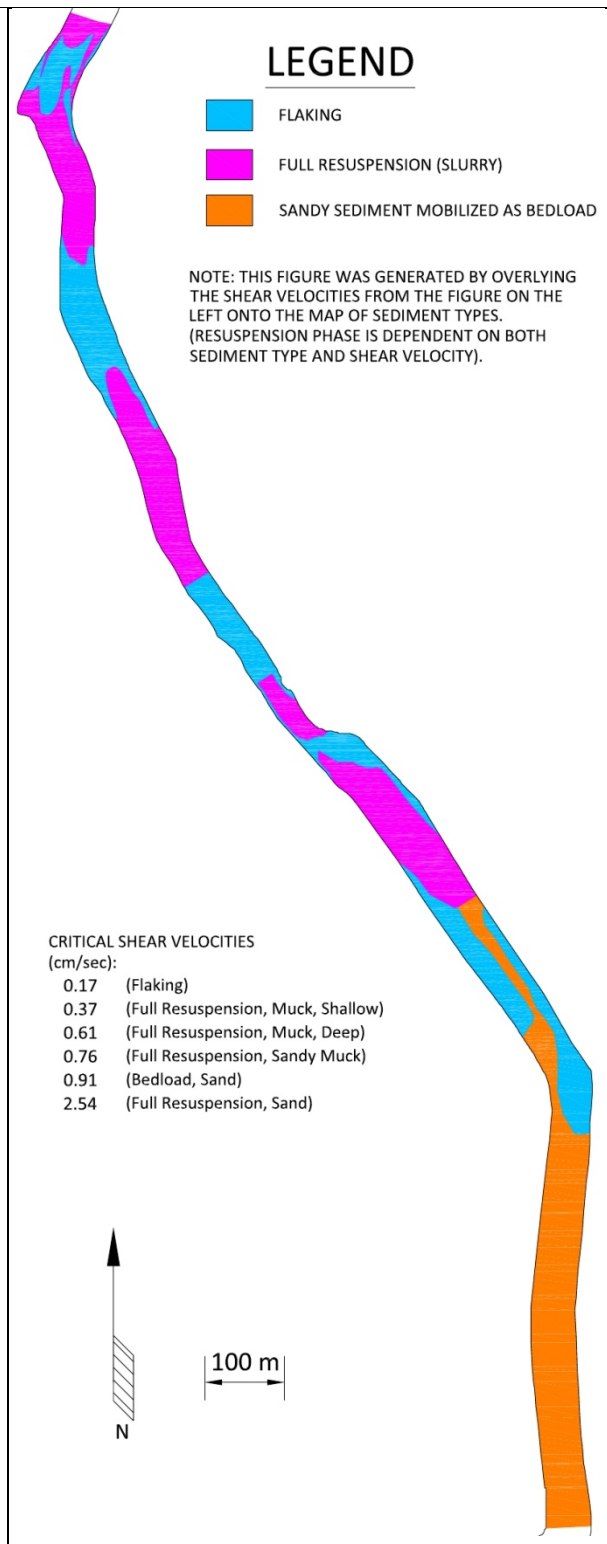 LEGEND
FLAKING
FULL RESUSPENSION (SLURRY)
SANDY SEDIMENT MOBILIZED AS BEDLOAD
NOTE: THIS FIGURE WAS GENERATED BY OVERLYING
THE SHEAR VELOCITIES FROM THE FIGURE ON THE
LEFT ONTO THE MAP OF SEDIMENT TYPES.
(RESUSPENSION PHASE IS DEPENDENT ON BOTH
SEDIMENT TYPE AND SHEAR VELOCITY).
CRITICAL SHEAR VELOCITIES
(cm/sec):
0.17 (Flaking)
0.37 (Full Resuspension, Muck, Shallow)
0.61 (Full Resuspension, Muck, Deep)
0.76 (Full Resuspension, Sandy Muck)
0.91 (Bedload, Sand)
2.54 (Full Resuspension, Sand)
100 m
N